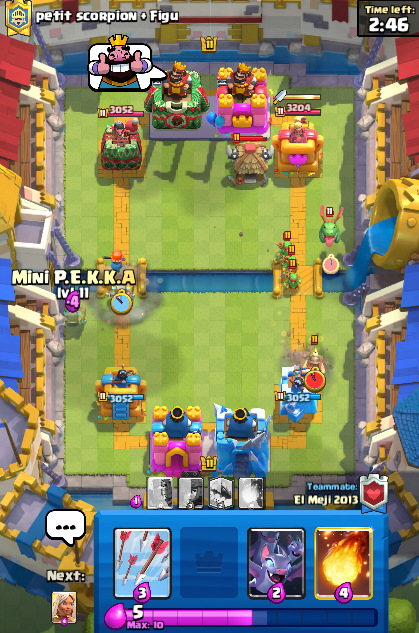 petit scorpion + Figu
Time left:
2:46
3052
3204
Mini P.E.K.K.A
lvl 11
4
3052
3052
Teammate:
El Meji 2013
...
Next:
3
2
4
5
Max: 10